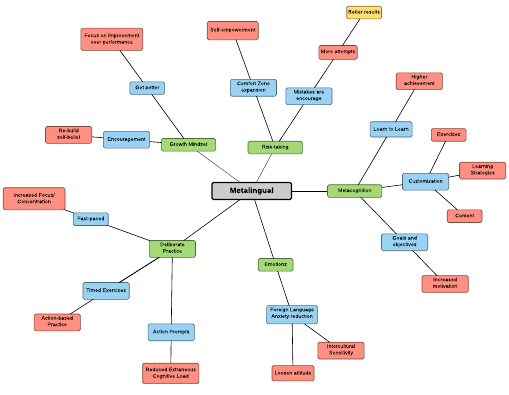 Better results
Self-empowerment
Focus on improvement
over performance
More attempts
Higher
achievement
Get better
Comfort Zone
expansion
Mistakes are
encourage
Learn to Learn
Re-build
self-belief
Encouragement
Growth Mindset
Risk-taking
Exercises
Learning
Strategies
Customization
Metalingual
Metacognition
Increased Focus/
Concentration
Content
Fast-paced
Goals and
objectives
Deliberate
Practice
Emotions
Increased
motivation
Timed Exercises
Foreign Language
Anxiety reduction
Action-based
Practice
Action Prompts
Intercultural
Sensitivity
Reduced Extraneous
Cognitive Load
Loosen attitude